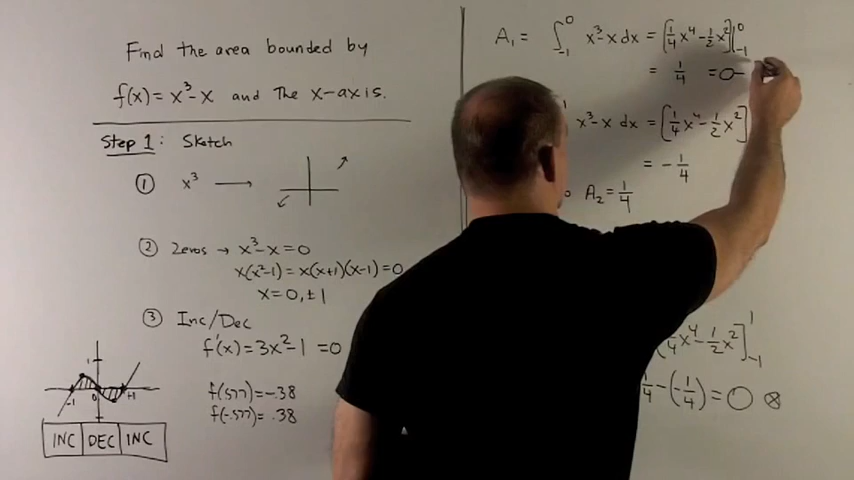 Find the area bounded by
f(x) = x³-x and the x-axis.
Step 1: Sketch
① x³ →
② Zeros → x³-x=0
x(x²-1) = x(x+1)(x-1)=0
x=0, ±1
③ Inc/Dec
f'(x) = 3x²-1 = 0
f(.577)=-.38
f(-.577)= .38
1
-1 0 +1
INC DEC INC
A₁ = ∫₋₁⁰ x³-x dx = [¼x⁴-½x²]|₋₁⁰
= ¼ = 0-
x³-x dx = [¼x⁴-½x²]
= -¼
A₂ = ¼
x⁴-½x²]₋₁¹
¼-(-¼) = 0 ⊗